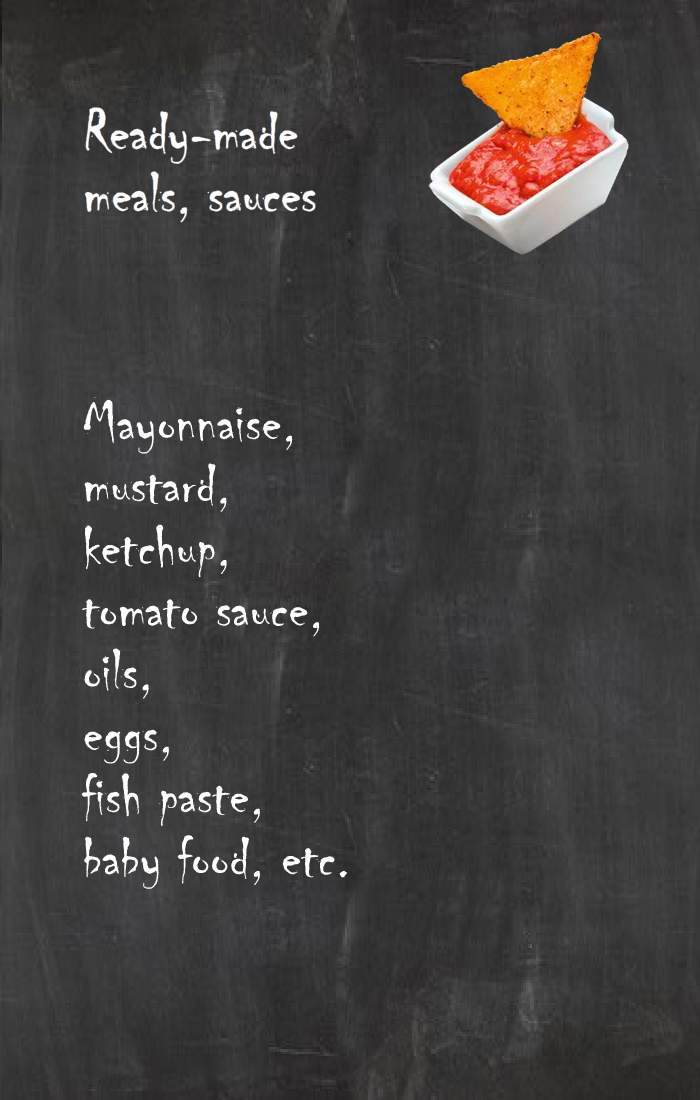 Ready-made
meals, sauces
Mayonnaise,
mustard,
ketchup,
tomato sauce,
oils,
eggs,
fish paste,
baby food, etc.